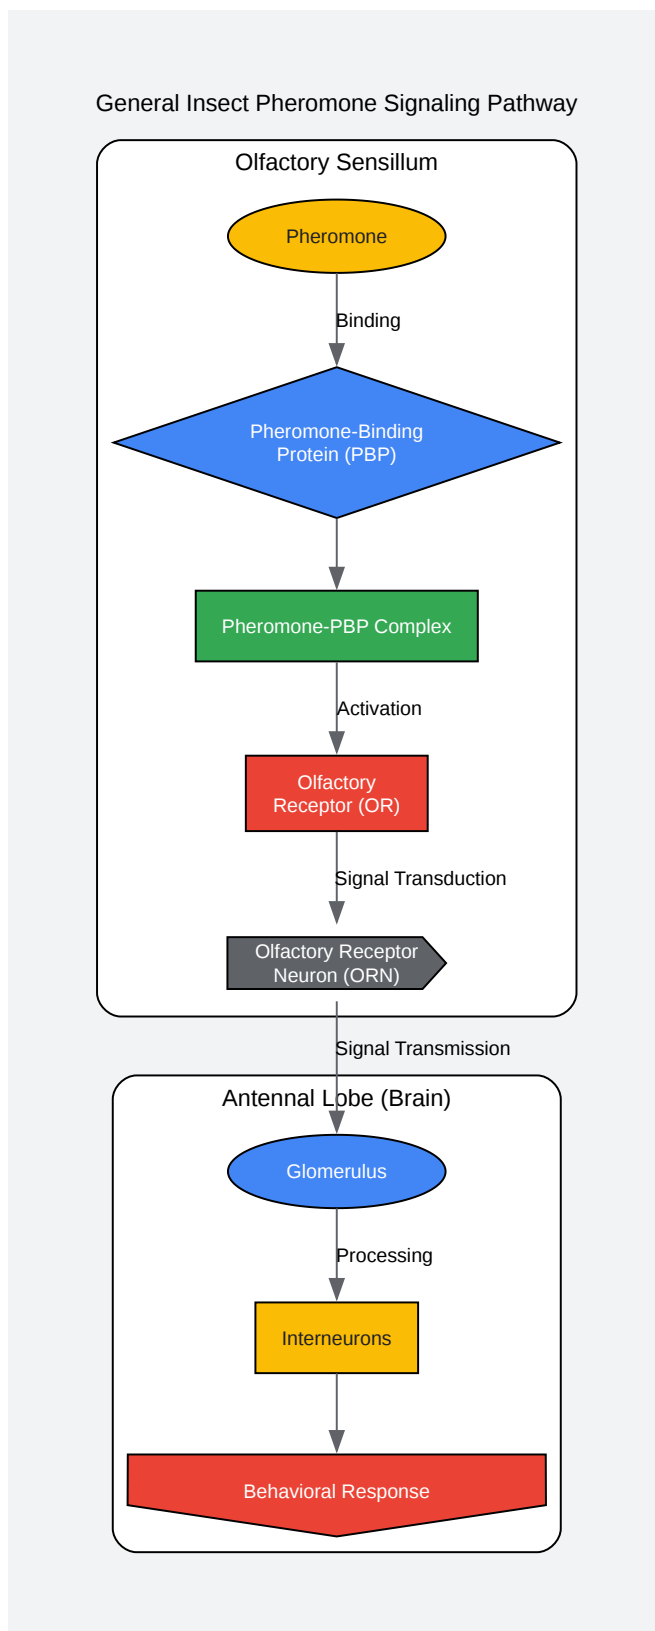 General Insect Pheromone Signaling Pathway
Olfactory Sensillum
Pheromone
Binding
Pheromone-Binding
Protein (PBP)
Pheromone-PBP Complex
Activation
Olfactory
Receptor (OR)
Signal Transduction
Olfactory Receptor
Neuron (ORN)
Signal Transmission
Antennal Lobe (Brain)
Glomerulus
Processing
Interneurons
Behavioral Response